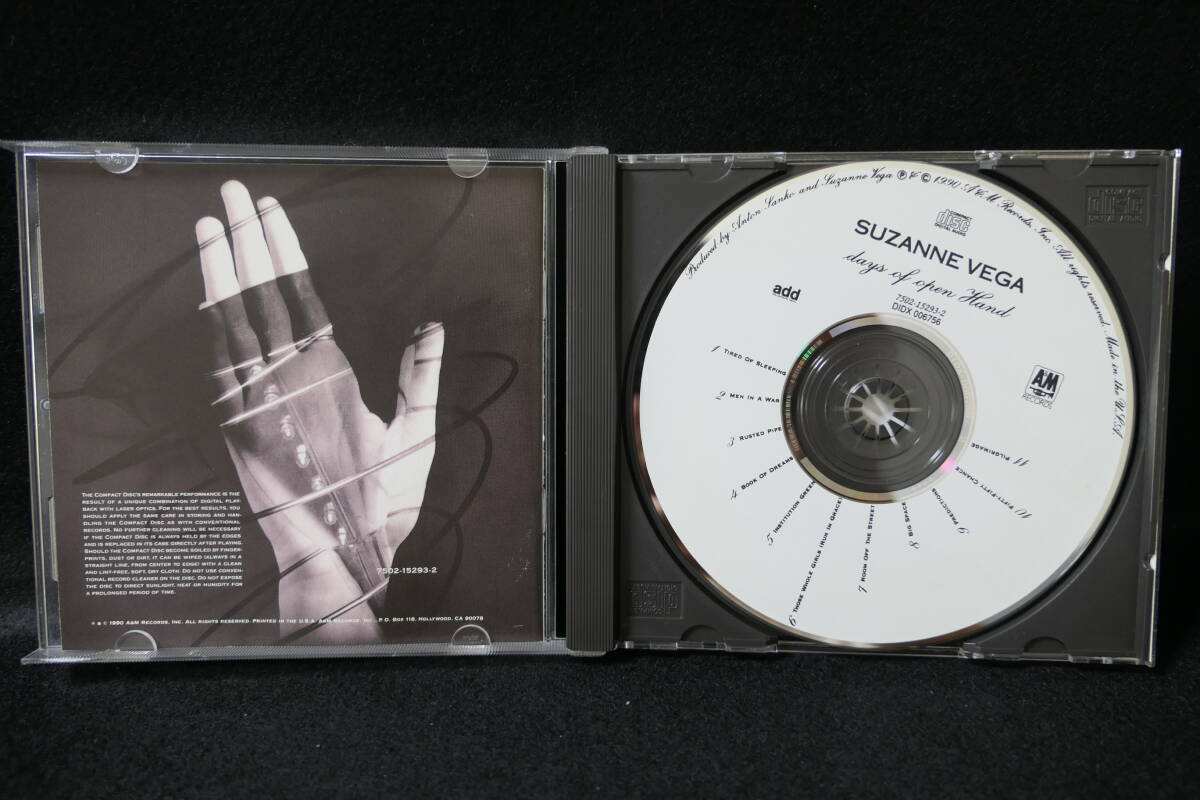 THE COMPACT DISC'S REMARKABLE PERFORMANCE IS THE
RESULT OF A UNIQUE COMBINATION OF DIGITAL PLAY-
BACK WITH LASER OPTICS. FOR THE BEST RESULTS, YOU
SHOULD APPLY THE SAME CARE IN STORING AND HAN-
DLING THE COMPACT DISC AS WITH CONVENTIONAL
RECORDS. NO FURTHER CLEANING WILL BE NECESSARY
IF THE COMPACT DISC IS ALWAYS HELD BY THE EDGES
AND IS REPLACED IN ITS CASE DIRECTLY AFTER PLAYING.
SHOULD THE COMPACT DISC BECOME SOILED BY FINGER-
PRINTS, DUST OR DIRT, IT CAN BE WIPED (ALWAYS IN A
STRAIGHT LINE, FROM CENTER TO EDGE) WITH A CLEAN
AND LINT-FREE, SOFT, DRY CLOTH. DO NOT USE CONVEN-
TIONAL RECORD CLEANER ON THE DISC. DO NOT EXPOSE
THE DISC TO DIRECT SUNLIGHT, HEAT OR HUMIDITY FOR
A PROLONGED PERIOD OF TIME.
7502-15293-2
℗ & © 1990 A&M RECORDS, INC. ALL RIGHTS RESERVED. PRINTED IN THE U.S.A. A&M RECORDS, INC., P.O. BOX 118, HOLLYWOOD, CA 90078
Produced by Anton Sanko and Suzanne Vega ℗ & © 1990 A&M Records, Inc. All rights reserved. Made in the U.S.A.
COMPACT
disc
DIGITAL AUDIO
SUZANNE VEGA
days of open Hand
7502-15293-2
DIDX 006756
add
A&M
RECORDS
1 TIRED OF SLEEPING
2 MEN IN A WAR
3 RUSTED PIPE
4 BOOK OF DREAMS
5 INSTITUTION GREEN
6 THOSE WHOLE GIRLS (RUN IN GRACE)
7 ROOM OFF THE STREET
8 BIG SPACE
9 PREDICTIONS
10 FIFTY-FIFTY CHANCE
11 PILGRIMAGE